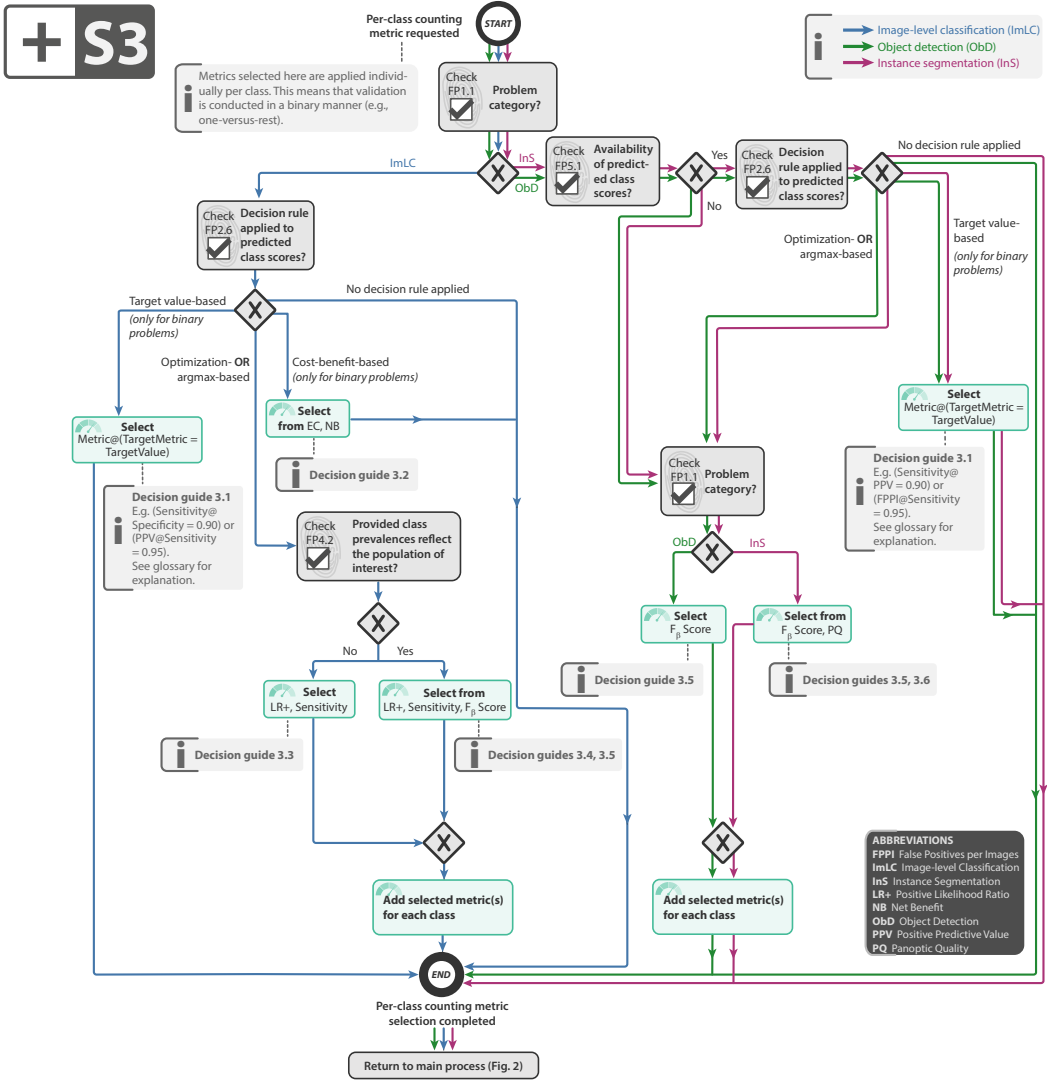 + S3
Per-class counting
metric requested
START
Image-level classification (ImLC)
Object detection (ObD)
Instance segmentation (InS)
Metrics selected here are applied individ-
ually per class. This means that validation
is conducted in a binary manner (e.g.,
one-versus-rest).
Check
FP1.1
Problem
category?
ImLC
InS
ObD
X
Check
FP5.1
Availability
of predict-
ed class
scores?
X
Yes
No
Check
FP2.6
Decision
rule applied
to predicted
class scores?
X
No decision rule applied
Optimization- OR
argmax-based
Target value-
based
(only for binary
problems)
Check
FP2.6
Decision rule
applied to
predicted
class scores?
X
No decision rule applied
Target value-based
(only for binary
problems)
Optimization- OR
argmax-based
Cost-benefit-based
(only for binary problems)
Select
Metric@(TargetMetric =
TargetValue)
Select
from EC, NB
Select
Metric@(TargetMetric =
TargetValue)
Decision guide 3.1
E.g. (Sensitivity@
Specificity = 0.90) or
(PPV@Sensitivity
= 0.95).
See glossary for
explanation.
Decision guide 3.2
Decision guide 3.1
E.g. (Sensitivity@
PPV = 0.90) or
(FPPI@Sensitivity
= 0.95).
See glossary for
explanation.
Check
FP1.1
Problem
category?
Check
FP4.2
Provided class
prevalences reflect
the population of
interest?
ObD
X
InS
X
No
Yes
Select
Fβ Score
Select from
Fβ Score, PQ
Decision guide 3.5
Decision guides 3.5, 3.6
Select
LR+, Sensitivity
Select from
LR+, Sensitivity, Fβ Score
Decision guide 3.3
Decision guides 3.4, 3.5
X
X
Add selected metric(s)
for each class
Add selected metric(s)
for each class
ABBREVIATIONS
FPPI False Positives per Images
ImLC Image-level Classification
InS Instance Segmentation
LR+ Positive Likelihood Ratio
NB Net Benefit
ObD Object Detection
PPV Positive Predictive Value
PQ Panoptic Quality
END
Per-class counting metric
selection completed
Return to main process (Fig. 2)